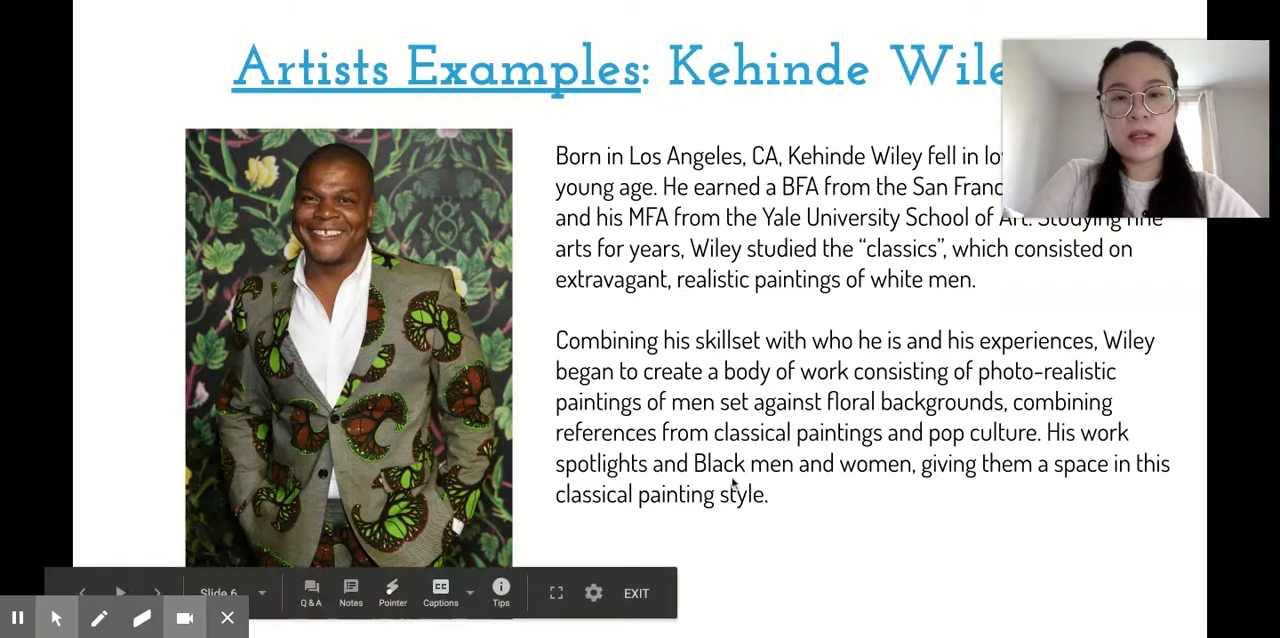 Artists Examples: Kehinde Wile
Born in Los Angeles, CA, Kehinde Wiley fell in lo
young age. He earned a BFA from the San Franc
and his MFA from the Yale University School of Art. Studying fine
arts for years, Wiley studied the “classics”, which consisted on
extravagant, realistic paintings of white men.
Combining his skillset with who he is and his experiences, Wiley
began to create a body of work consisting of photo-realistic
paintings of men set against floral backgrounds, combining
references from classical paintings and pop culture. His work
spotlights and Black men and women, giving them a space in this
classical painting style.
Slide 6
Q & A
Notes
Pointer
CC
Captions
Tips
EXIT